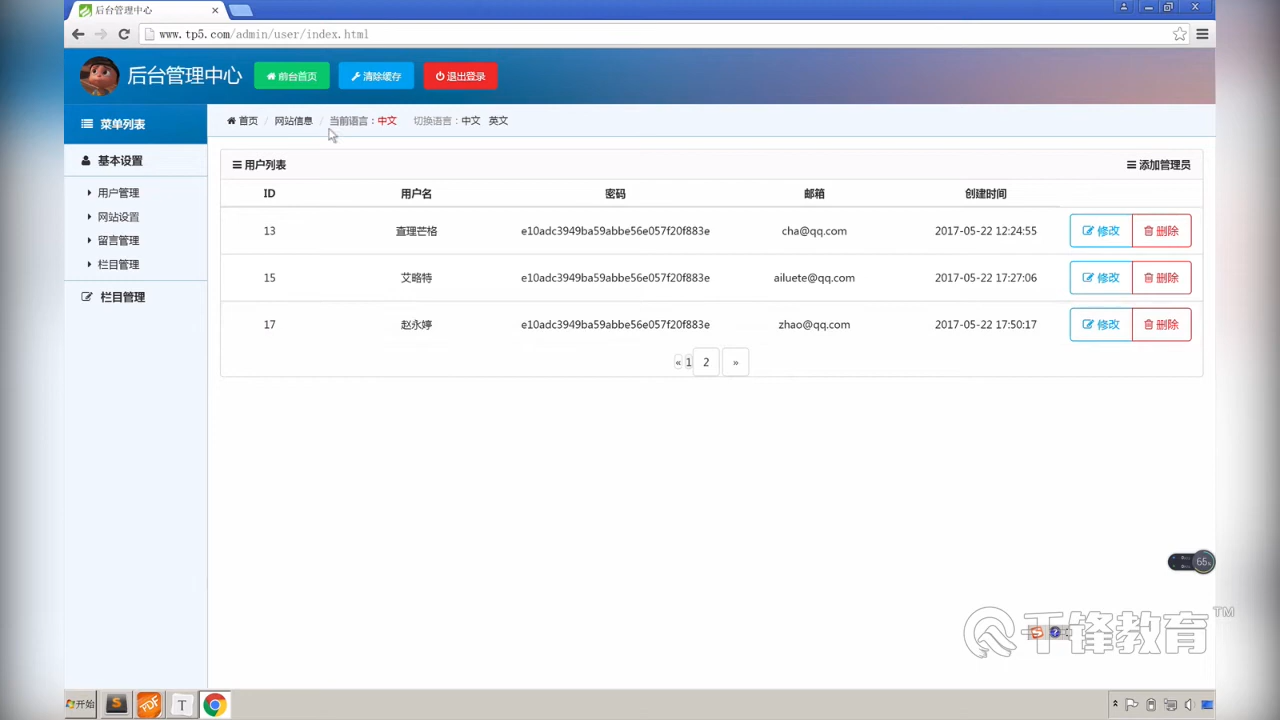 后台管理中心
www.tp5.com/admin/user/index.html
后台管理中心 前台首页 清除缓存 退出登录
菜单列表
首页 / 网站信息 / 当前语言：中文 切换语言：中文 英文
基本设置
用户管理
网站设置
留言管理
栏目管理
栏目管理
用户列表 添加管理员
ID 用户名 密码 邮箱 创建时间
13 查理芒格 e10adc3949ba59abbe56e057f20f883e cha@qq.com 2017-05-22 12:24:55 修改 删除
15 艾略特 e10adc3949ba59abbe56e057f20f883e ailuete@qq.com 2017-05-22 17:27:06 修改 删除
17 赵永婷 e10adc3949ba59abbe56e057f20f883e zhao@qq.com 2017-05-22 17:50:17 修改 删除
« 1 2 »
65%
千锋教育™
开始